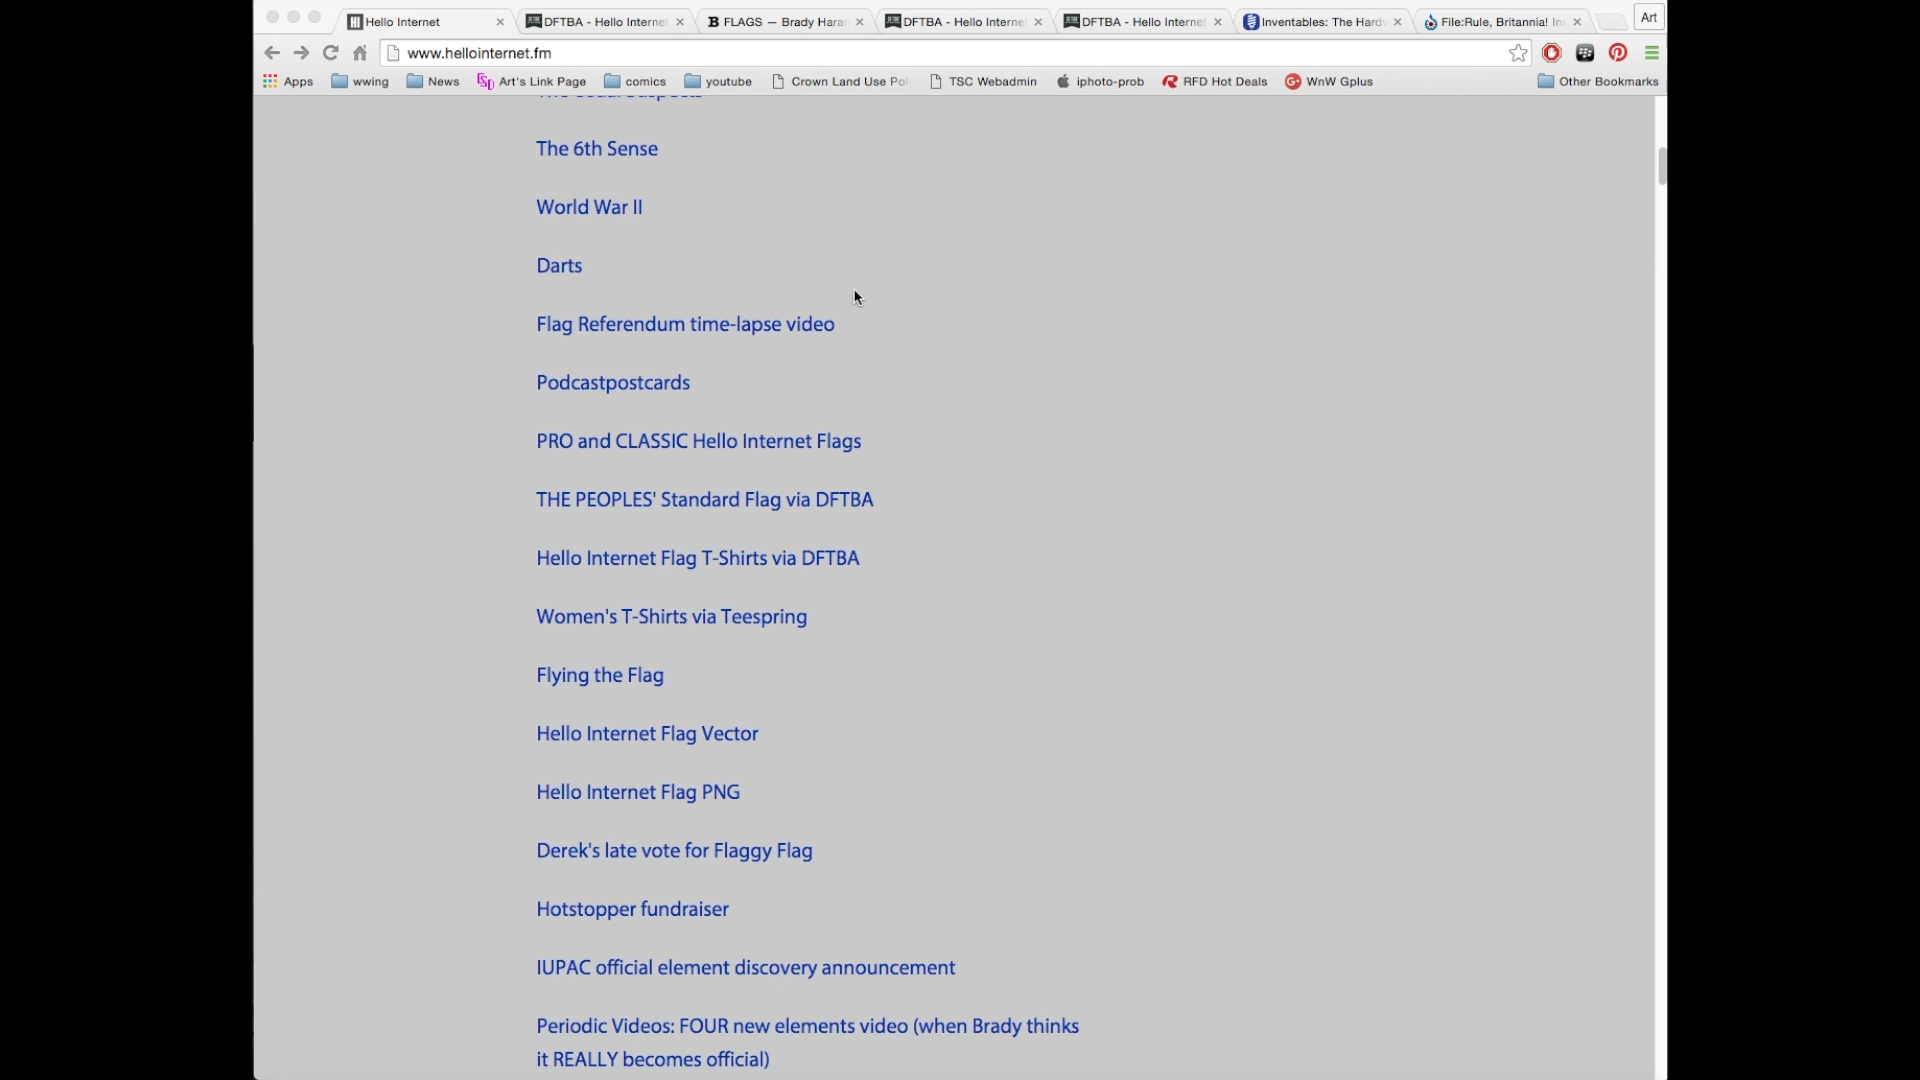 Hello Internet
DFTBA - Hello Internet
FLAGS — Brady Haran
DFTBA - Hello Internet
DFTBA - Hello Internet
Inventables: The Hardw
File:Rule, Britannia! In
Art
www.hellointernet.fm
Apps
wwing
News
Art's Link Page
comics
youtube
Crown Land Use Pol
TSC Webadmin
iphoto-prob
RFD Hot Deals
WnW Gplus
Other Bookmarks
The 6th Sense
World War II
Darts
Flag Referendum time-lapse video
Podcastpostcards
PRO and CLASSIC Hello Internet Flags
THE PEOPLES' Standard Flag via DFTBA
Hello Internet Flag T-Shirts via DFTBA
Women's T-Shirts via Teespring
Flying the Flag
Hello Internet Flag Vector
Hello Internet Flag PNG
Derek's late vote for Flaggy Flag
Hotstopper fundraiser
IUPAC official element discovery announcement
Periodic Videos: FOUR new elements video (when Brady thinks
it REALLY becomes official)